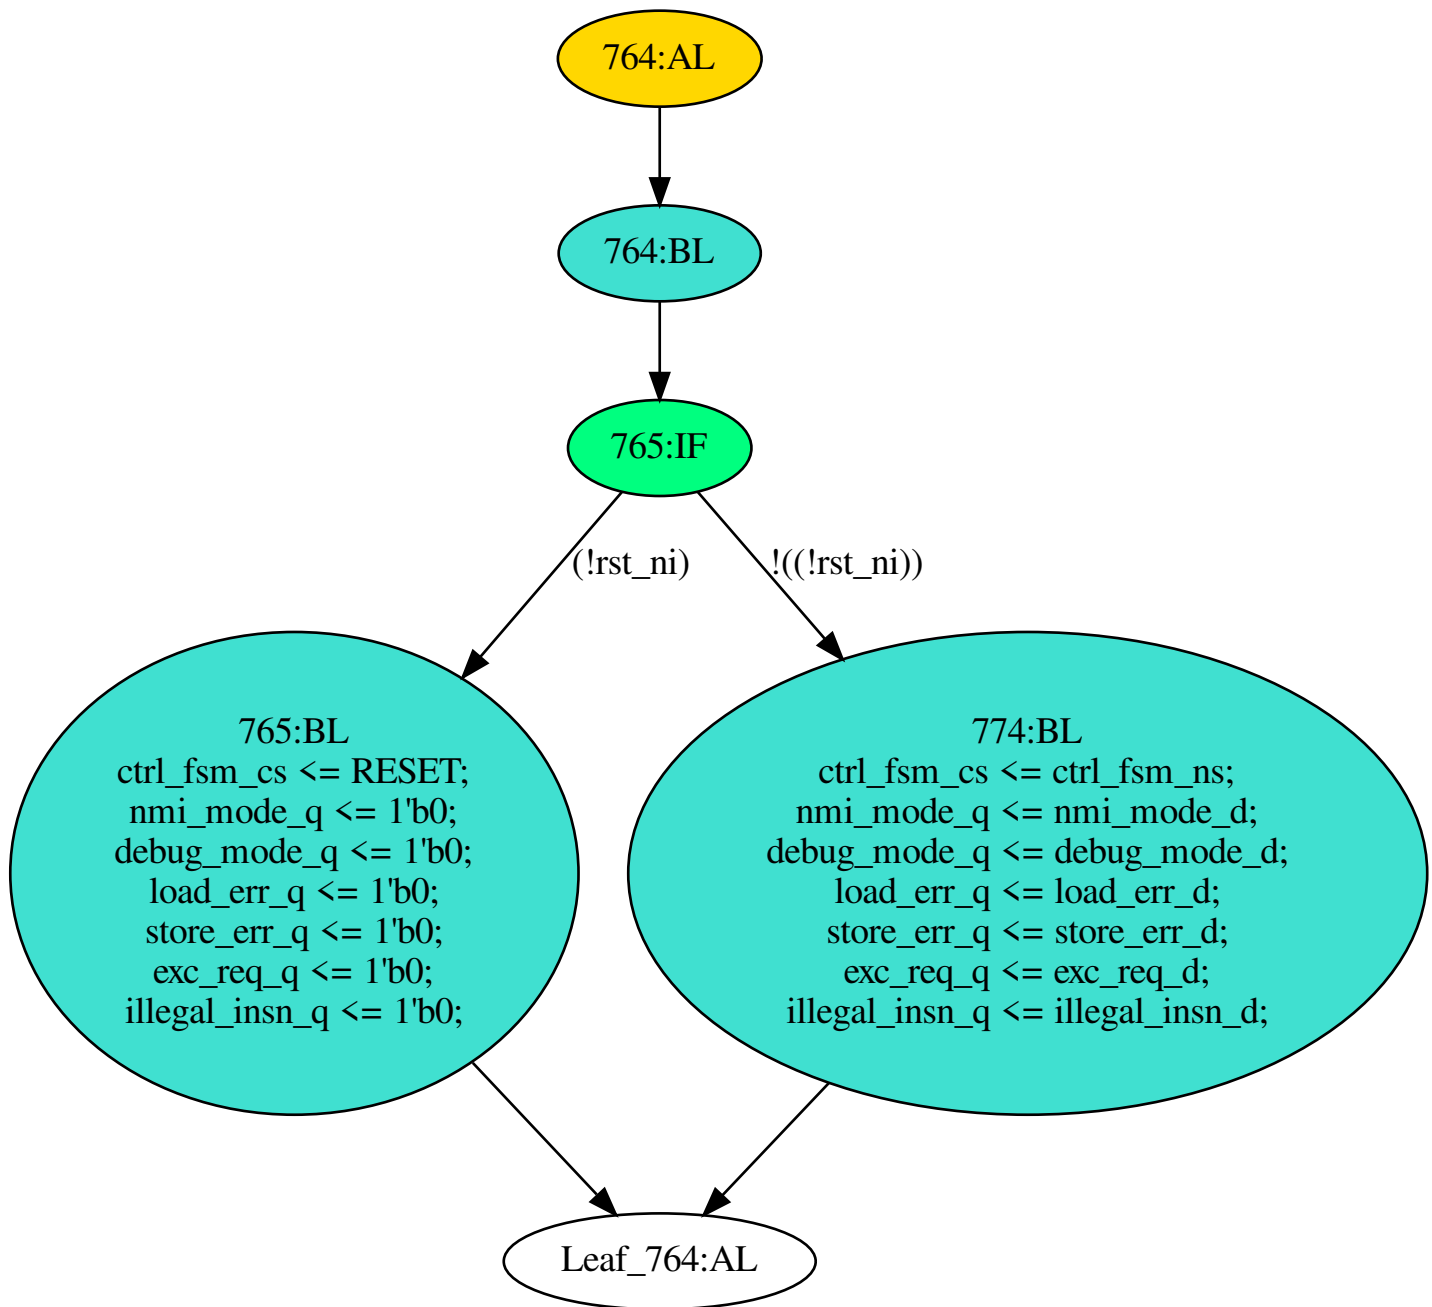 764:AL
764:BL
765:IF
(!rst_ni)
!((!rst_ni))
765:BL
ctrl_fsm_cs <= RESET;
nmi_mode_q <= 1'b0;
debug_mode_q <= 1'b0;
load_err_q <= 1'b0;
store_err_q <= 1'b0;
exc_req_q <= 1'b0;
illegal_insn_q <= 1'b0;
774:BL
ctrl_fsm_cs <= ctrl_fsm_ns;
nmi_mode_q <= nmi_mode_d;
debug_mode_q <= debug_mode_d;
load_err_q <= load_err_d;
store_err_q <= store_err_d;
exc_req_q <= exc_req_d;
illegal_insn_q <= illegal_insn_d;
Leaf_764:AL